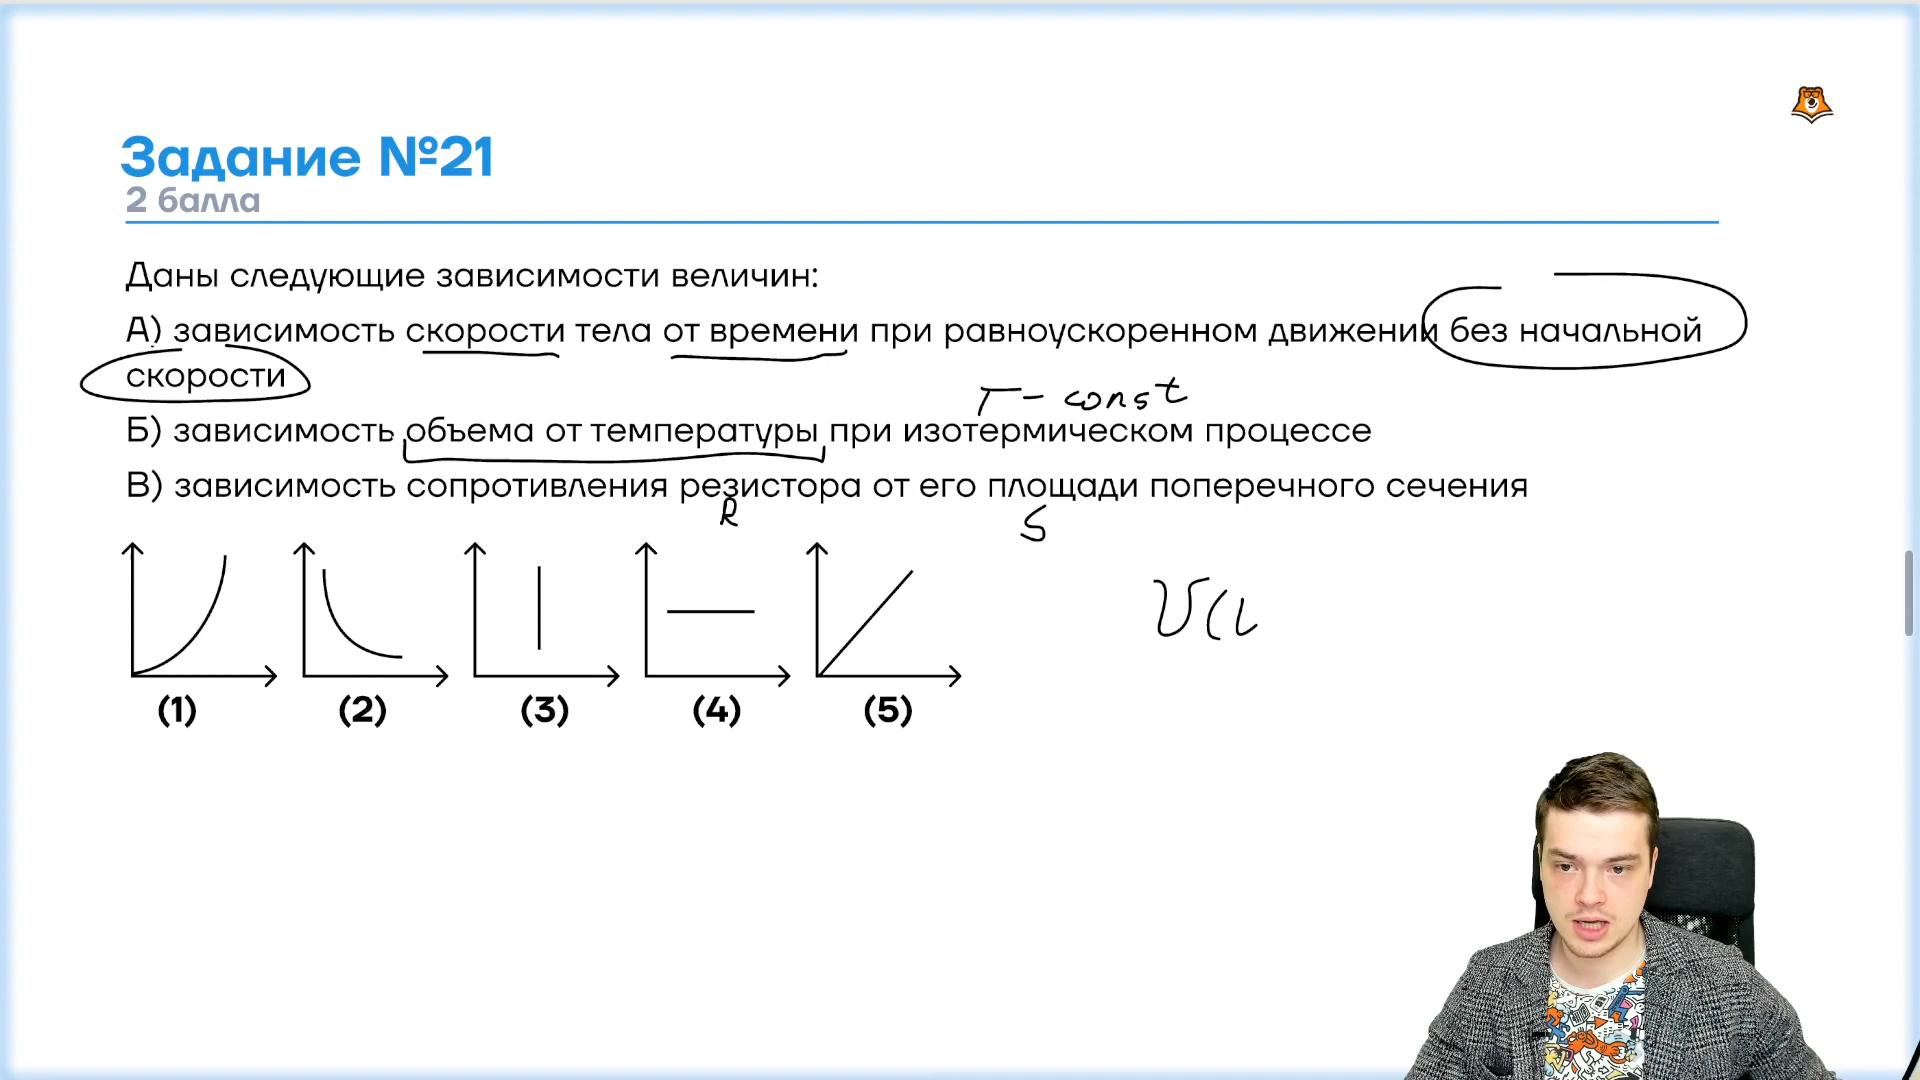 Задание №21
2 балла
Даны следующие зависимости величин:
А) зависимость скорости тела от времени при равноускоренном движении без начальной
скорости
T - const
Б) зависимость объема от температуры при изотермическом процессе
В) зависимость сопротивления резистора от его площади поперечного сечения
R S
(1) (2) (3) (4) (5)